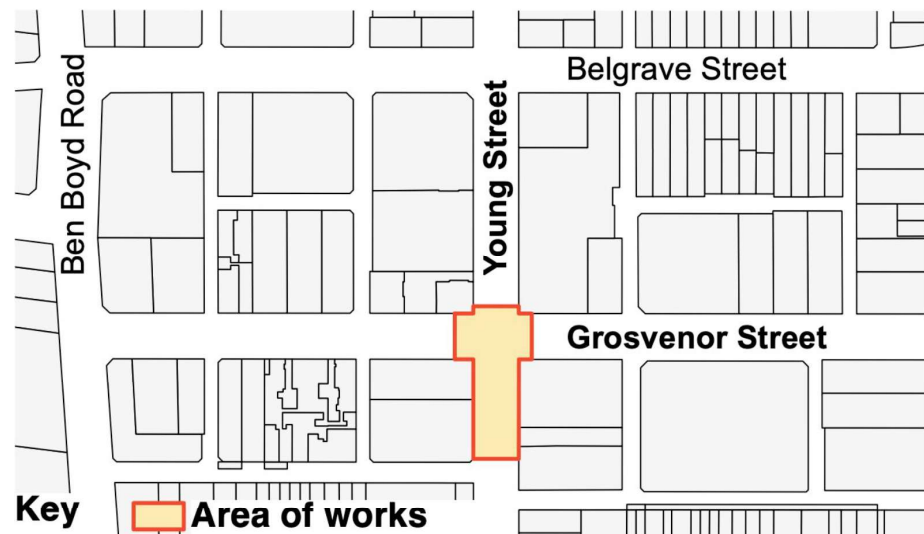 Belgrave Street
Ben Boyd Road
Young Street
Grosvenor Street
Key
Area of works